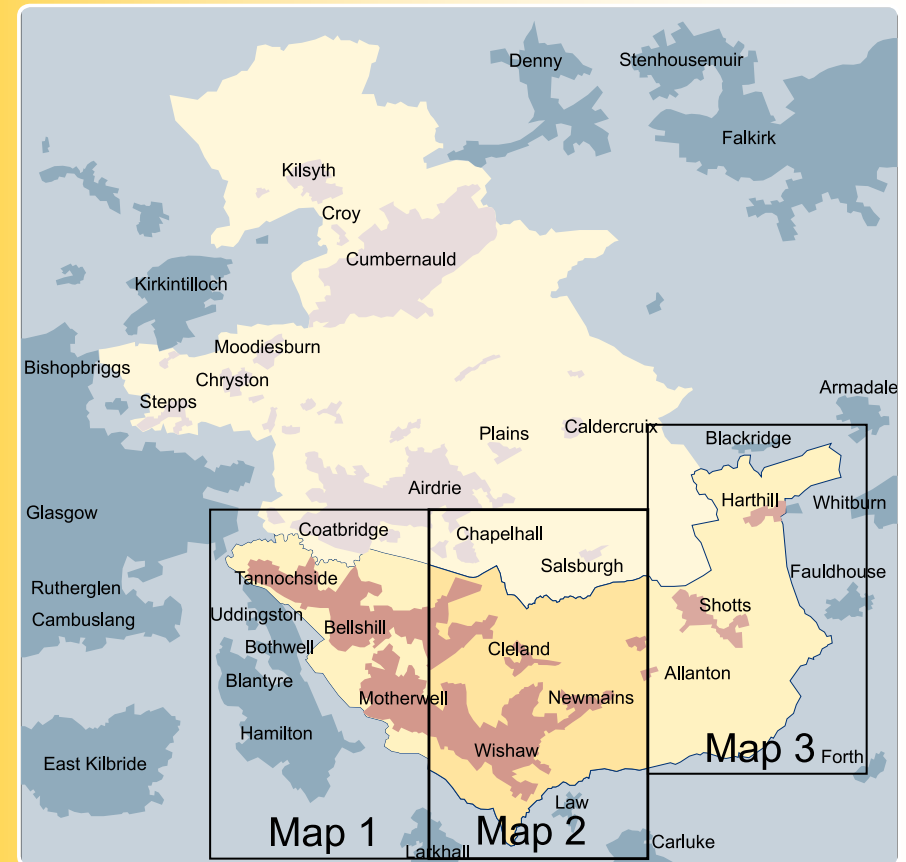 Denny
Stenhousemuir
Falkirk
Kilsyth
Croy
Cumbernauld
Kirkintilloch
Moodiesburn
Bishopbriggs
Chryston
Stepps
Armadale
Caldercruix
Plains
Blackridge
Airdrie
Harthill
Whitburn
Glasgow
Coatbridge
Chapelhall
Salsburgh
Fauldhouse
Tannochside
Rutherglen
Shotts
Uddingston
Cambuslang
Bellshill
Bothwell
Cleland
Allanton
Blantyre
Motherwell
Newmains
Hamilton
Wishaw
Map 3
Forth
East Kilbride
Law
Map 1
Map 2
Carluke
Larkhall